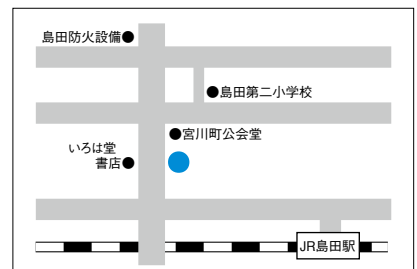 島田防火設備
島田第二小学校
宮川町公会堂
いろは堂
書店
JR島田駅